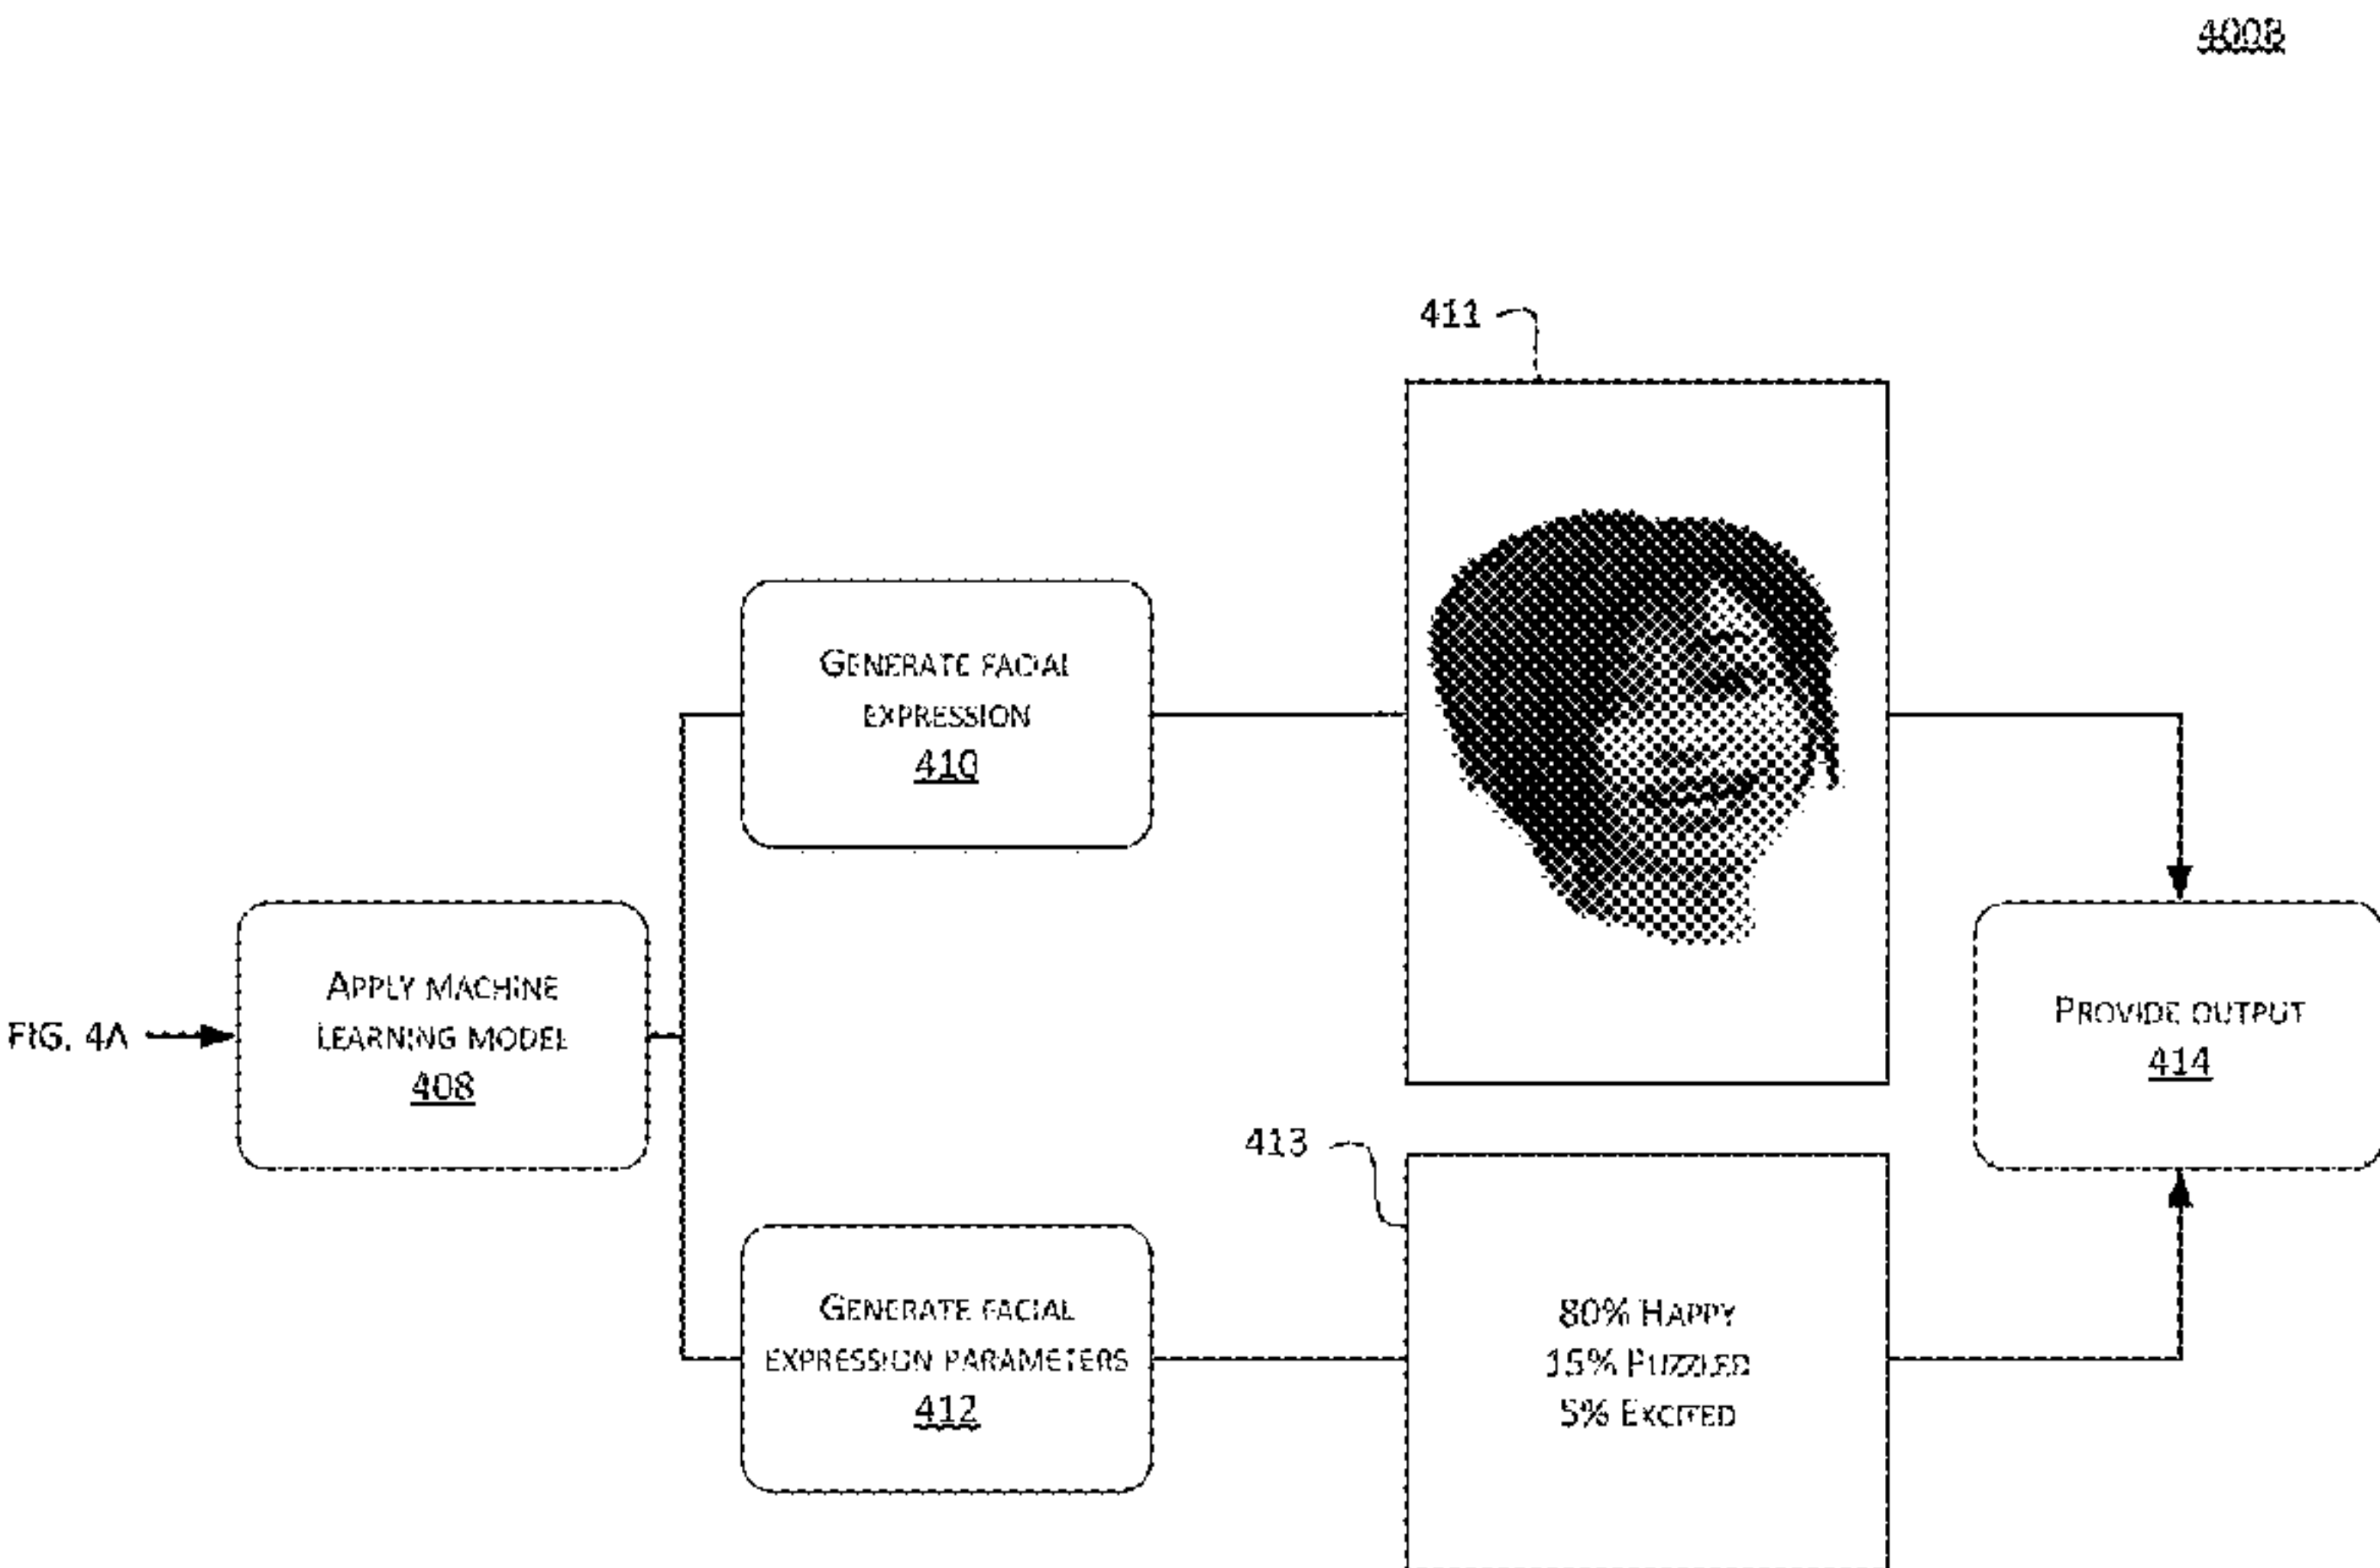 400B
411
GENERATE FACIAL
EXPRESSION
410
APPLY MACHINE
LEARNING MODEL
408
FIG. 4A
PROVIDE OUTPUT
414
413
GENERATE FACIAL
EXPRESSION PARAMETERS
412
80% HAPPY
15% PUZZLED
5% EXCITED